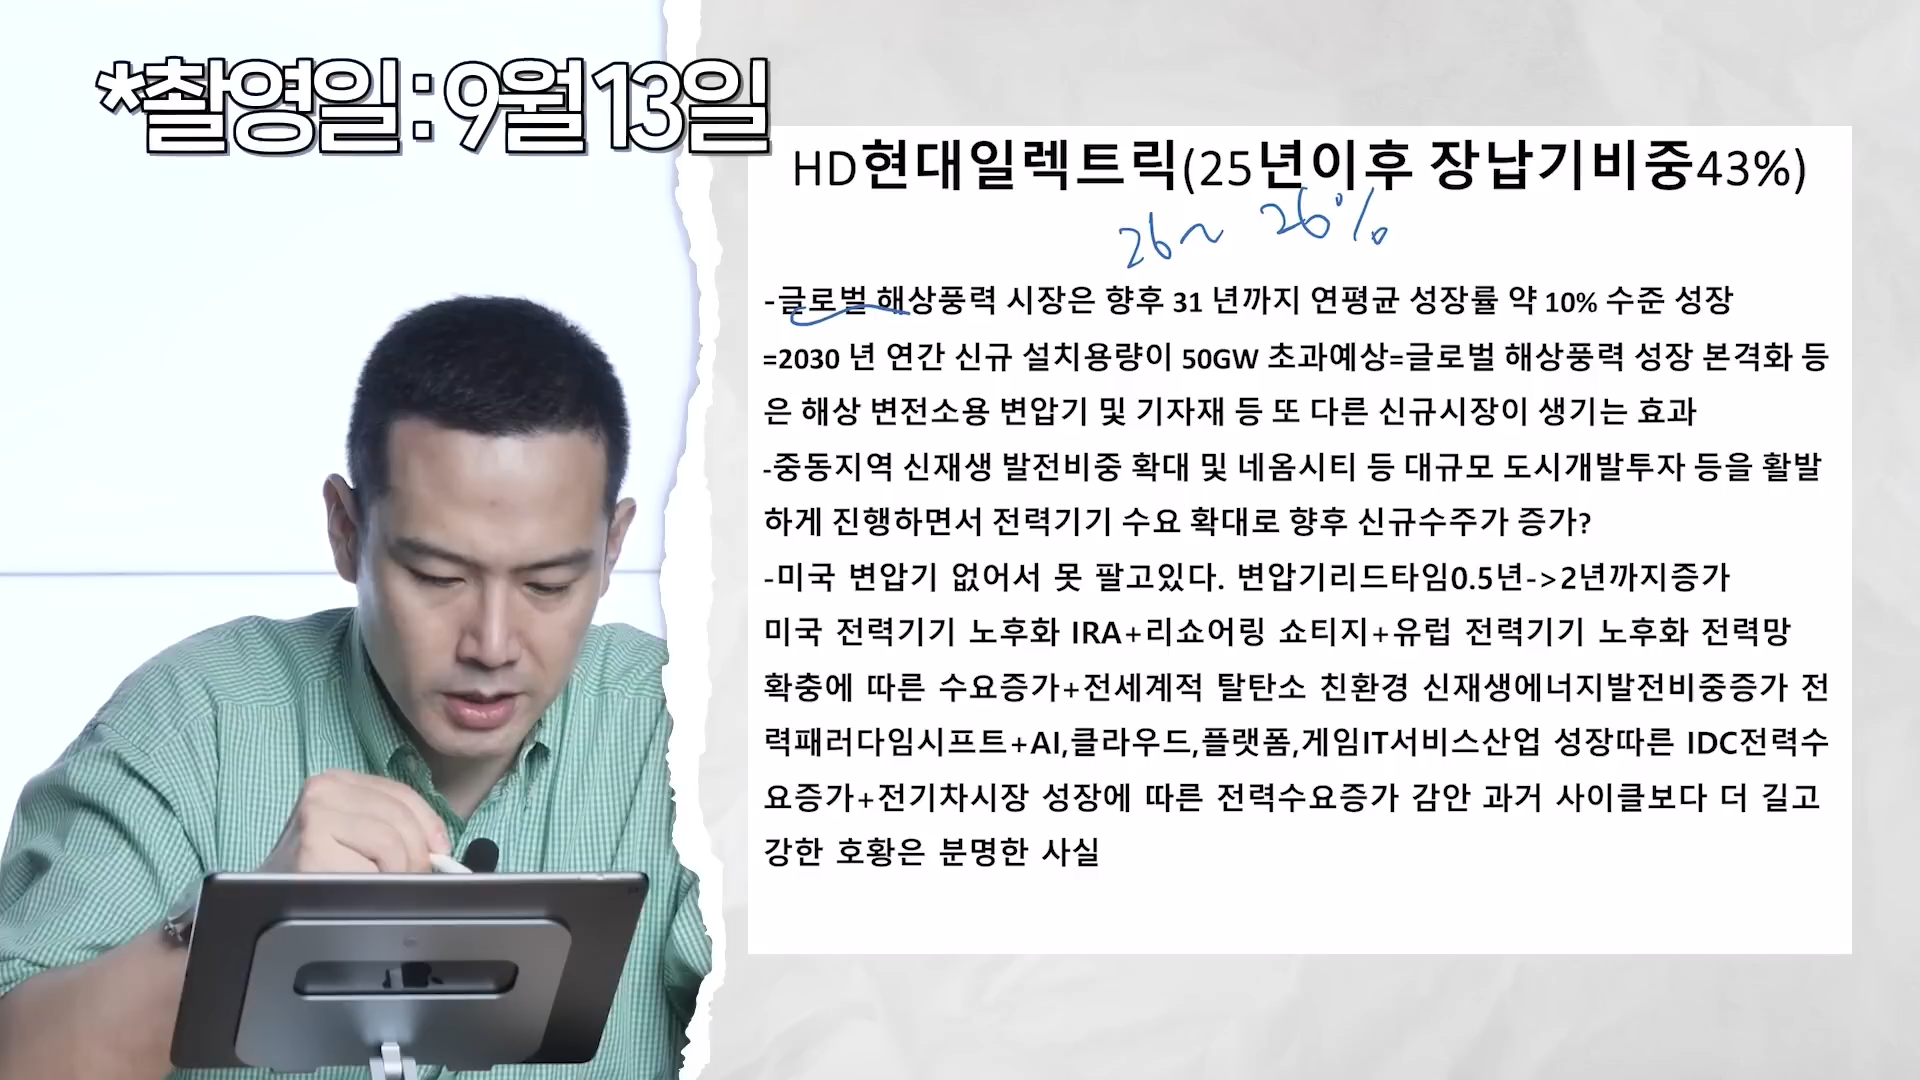 *촬영일:9월13일
HD현대일렉트릭(25년이후 장납기비중43%)
26~ 26%
-글로벌 해상풍력 시장은 향후 31 년까지 연평균 성장률 약 10% 수준 성장
=2030 년 연간 신규 설치용량이 50GW 초과예상=글로벌 해상풍력 성장 본격화 등
은 해상 변전소용 변압기 및 기자재 등 또 다른 신규시장이 생기는 효과
-중동지역 신재생 발전비중 확대 및 네옴시티 등 대규모 도시개발투자 등을 활발
하게 진행하면서 전력기기 수요 확대로 향후 신규수주가 증가?
-미국 변압기 없어서 못 팔고있다. 변압기리드타임0.5년->2년까지증가
미국 전력기기 노후화 IRA+리쇼어링 쇼티지+유럽 전력기기 노후화 전력망
확충에 따른 수요증가+전세계적 탈탄소 친환경 신재생에너지발전비중증가 전
력패러다임시프트+AI,클라우드,플랫폼,게임IT서비스산업 성장따른 IDC전력수
요증가+전기차시장 성장에 따른 전력수요증가 감안 과거 사이클보다 더 길고
강한 호황은 분명한 사실